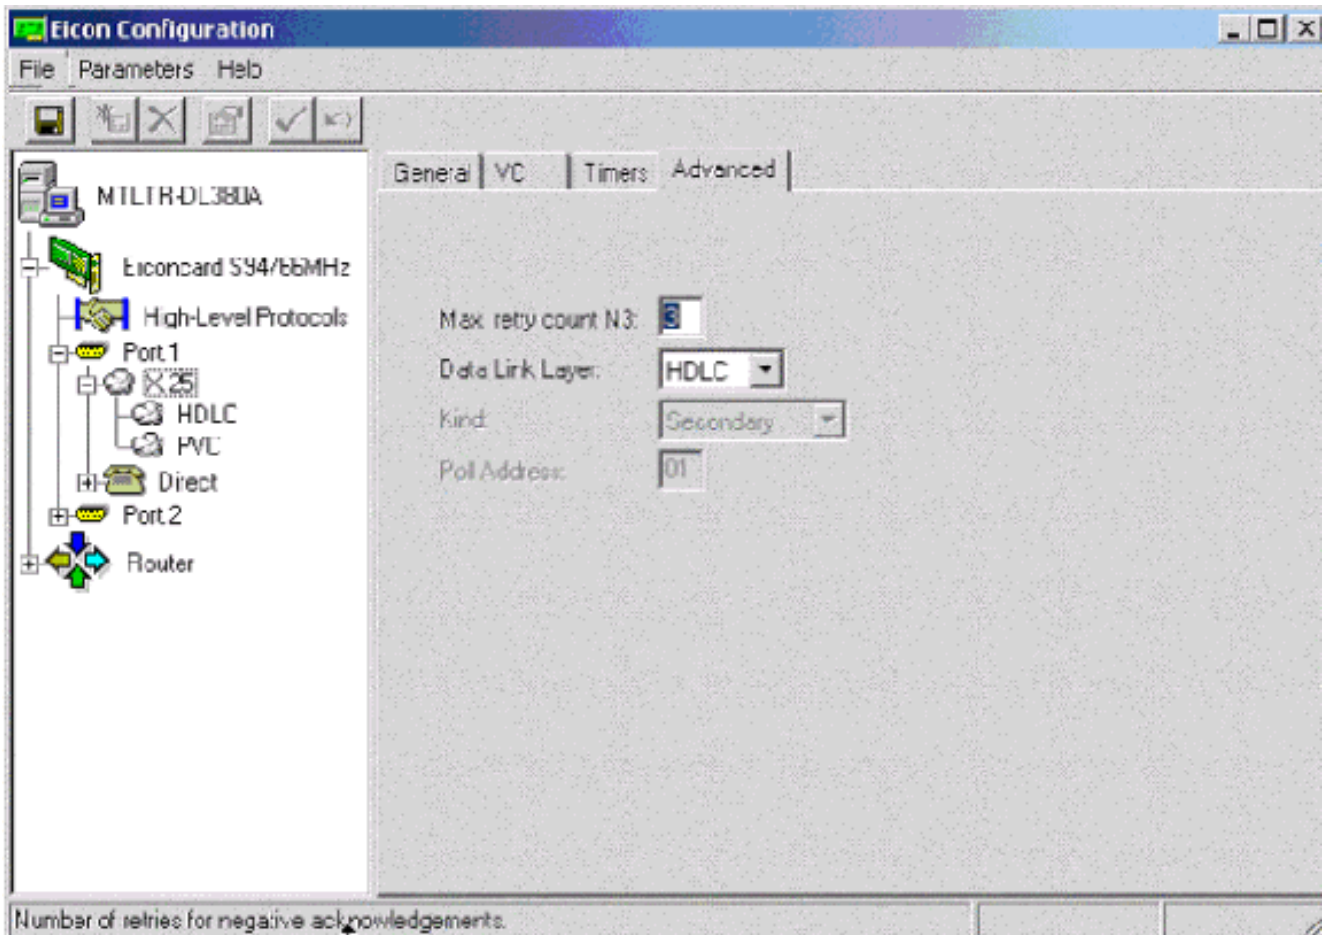 Eicon Configuration
File Parameters Help
MTLTR-DL380A
Eiconcard S94/66MHz
High-Level Protocols
Port 1
X.25
HDLC
PVC
Direct
Port 2
Router
General VC Timers Advanced
Max. retry count N3: 3
Data Link Layer: HDLC
Kind: Secondary
Poll Address: 01
Number of retries for negative acknowledgements.